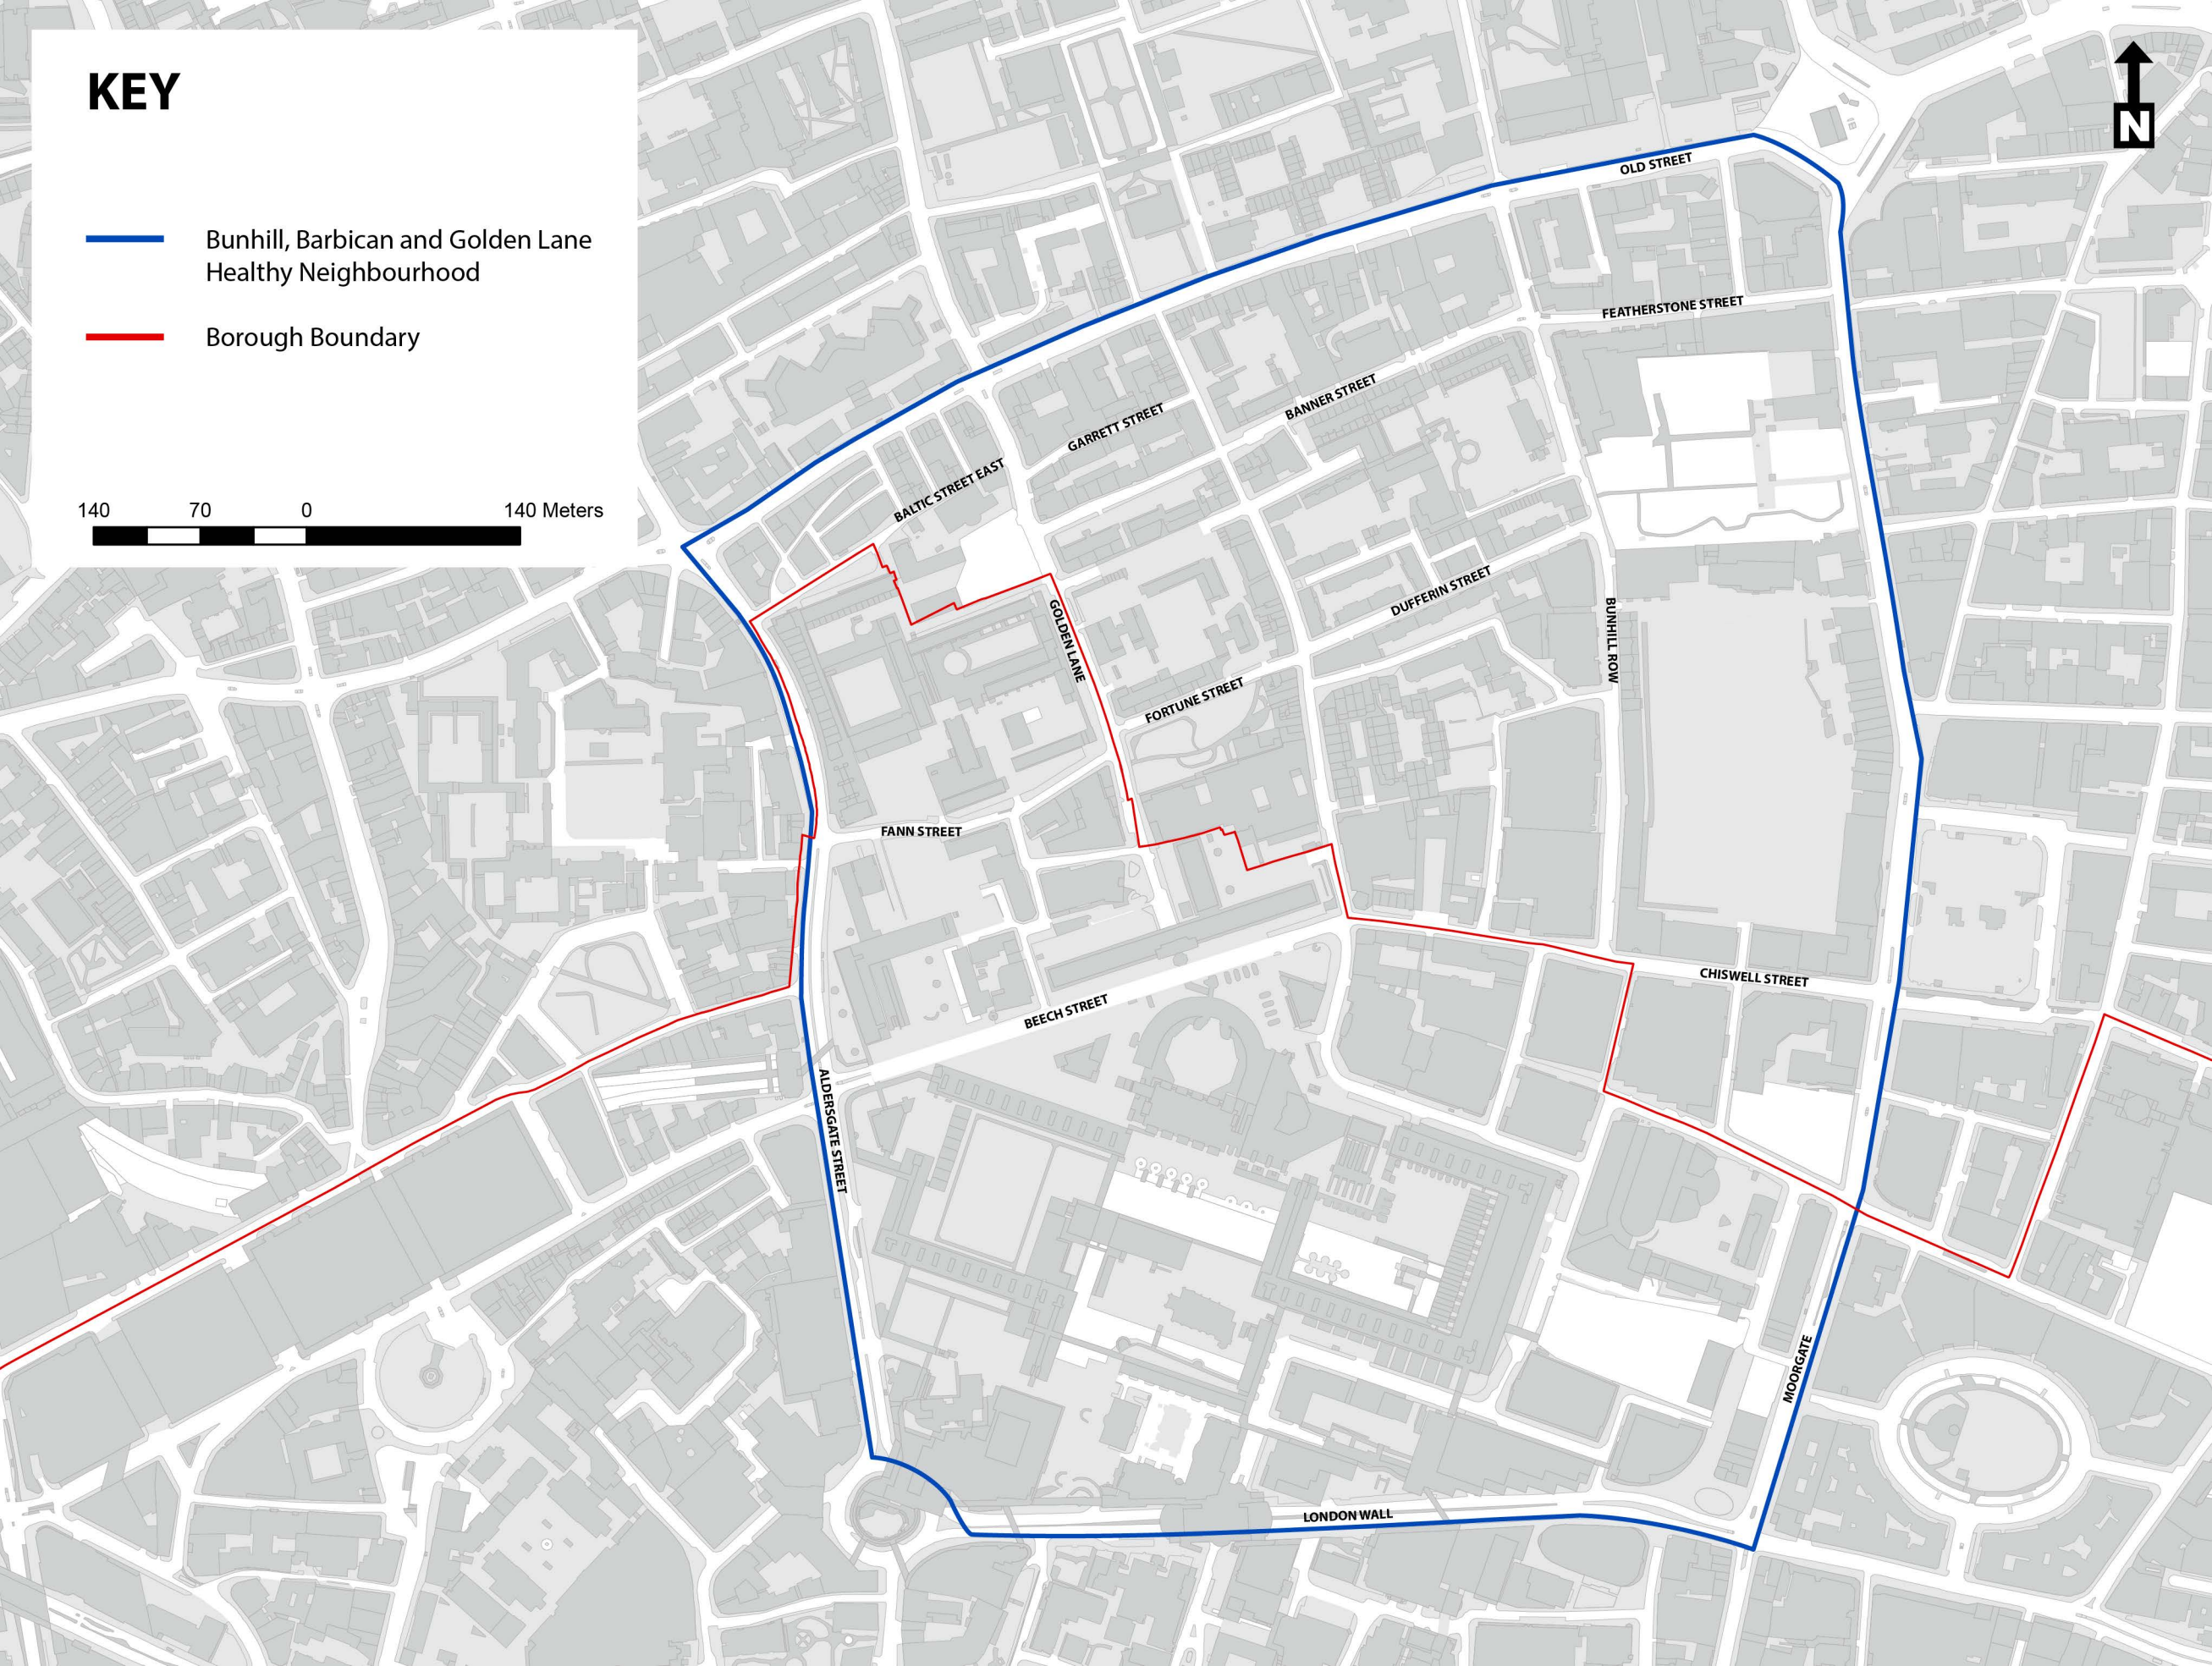 KEY
Bunhill, Barbican and Golden Lane
Healthy Neighbourhood
Borough Boundary
140 70 0 140 Meters
N
OLD STREET
FEATHERSTONE STREET
BANNER STREET
GARRETT STREET
BALTIC STREET EAST
DUFFERIN STREET
BUNHILL ROW
GOLDEN LANE
FORTUNE STREET
FANN STREET
CHISWELL STREET
BEECH STREET
ALDERSGATE STREET
MOORGATE
LONDON WALL